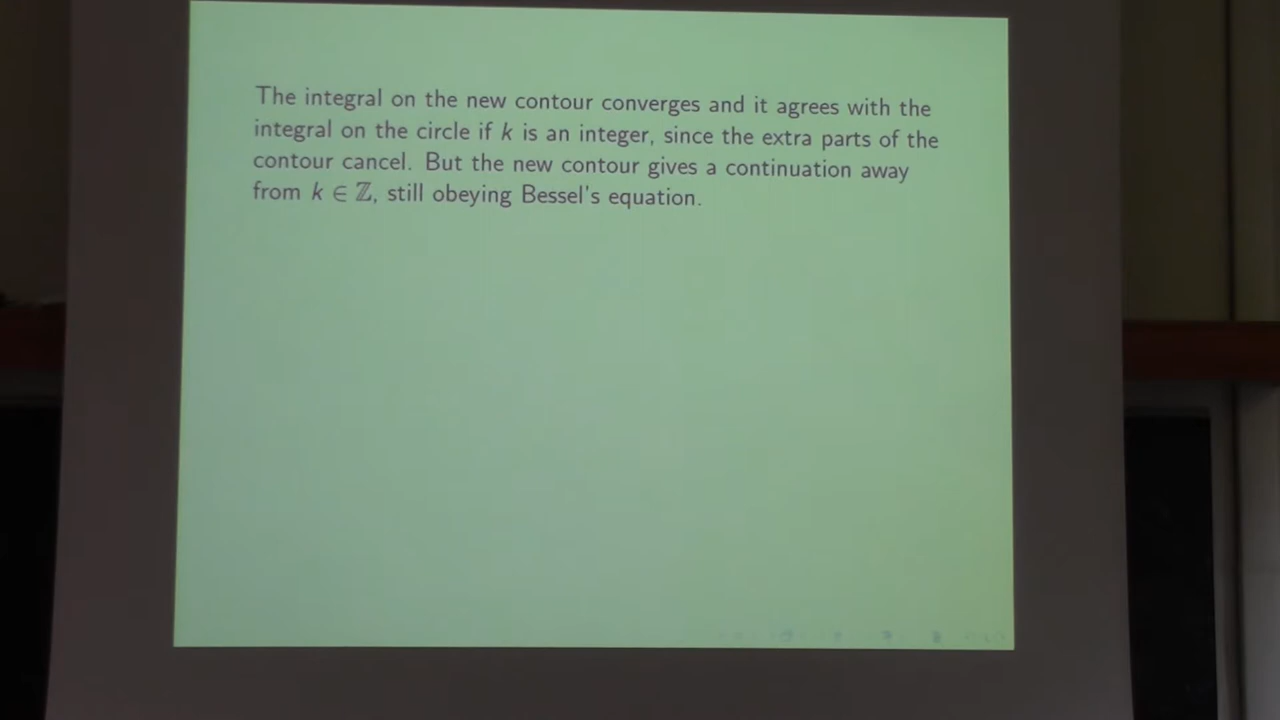 The integral on the new contour converges and it agrees with the
integral on the circle if k is an integer, since the extra parts of the
contour cancel. But the new contour gives a continuation away
from k ∈ ℤ, still obeying Bessel's equation.